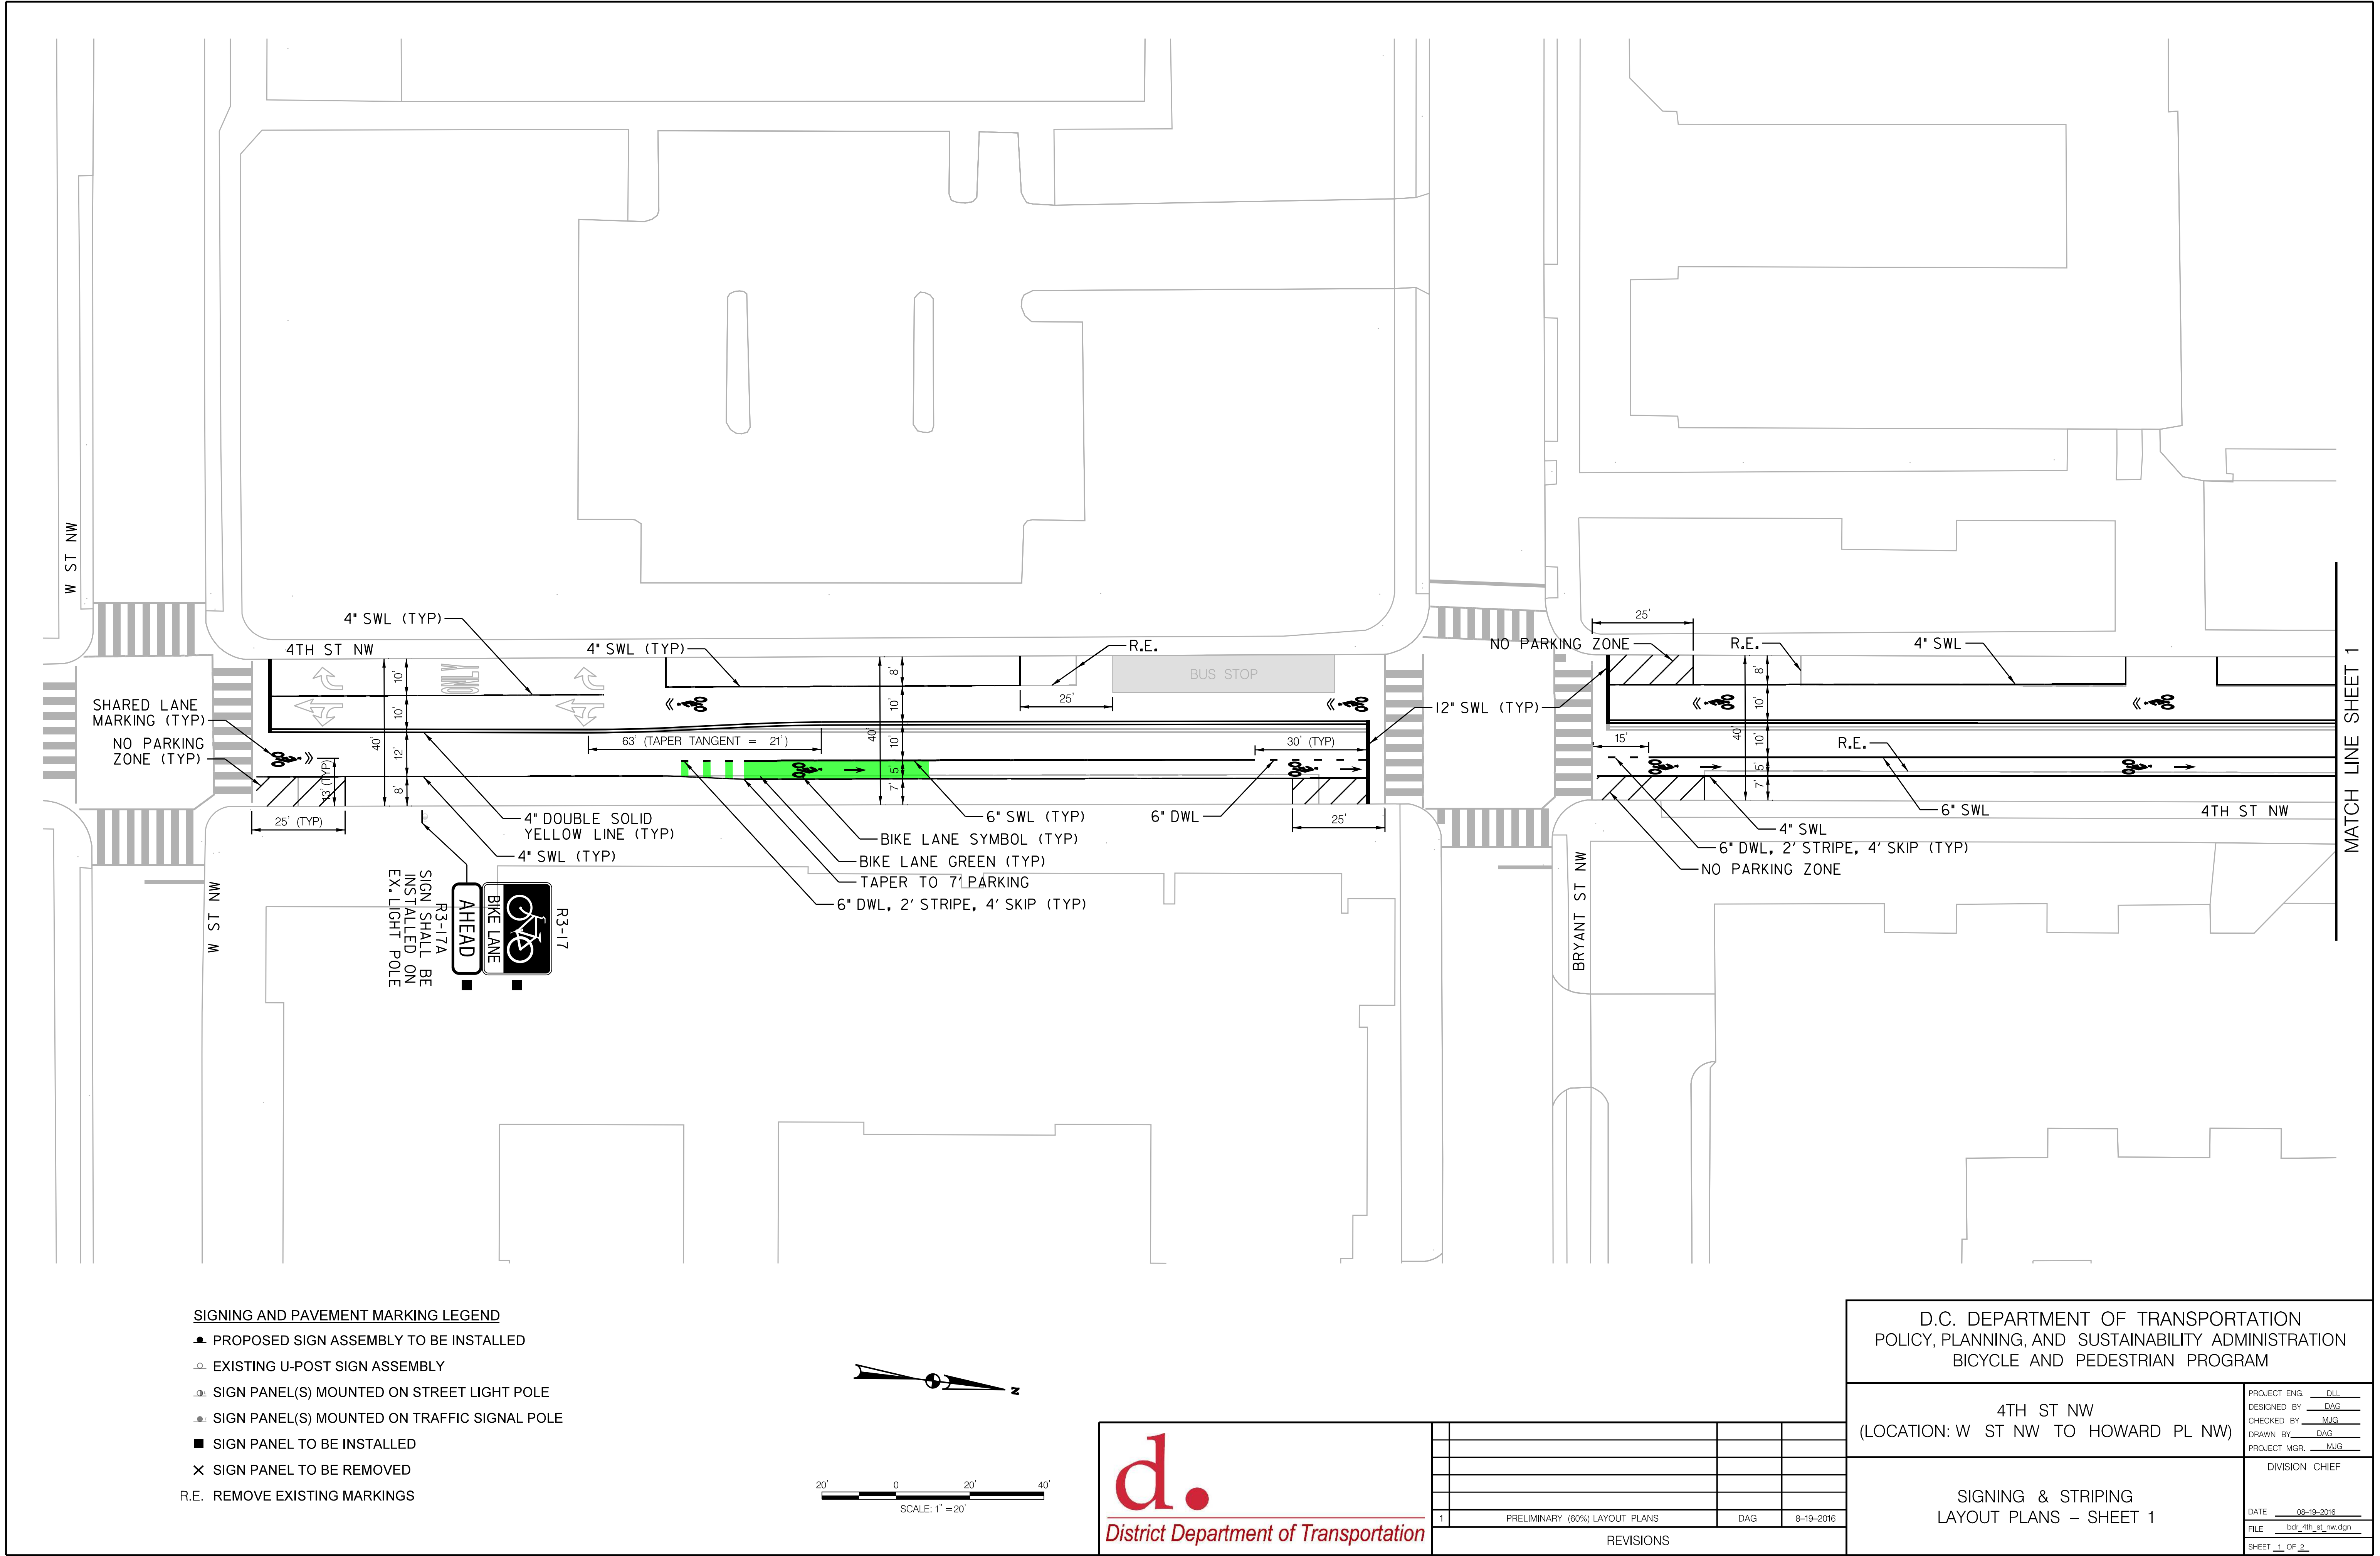 W ST NW
4" SWL (TYP)
4TH ST NW
ONLY
4" SWL (TYP)
R.E.
BUS STOP
SHARED LANE
MARKING (TYP)
NO PARKING
ZONE (TYP)
10'
10'
40'
12'
8'
13' (TYP)
25' (TYP)
63' (TAPER TANGENT = 21')
8'
10'
40'
10'
5'
7'
25'
30' (TYP)
25'
4" DOUBLE SOLID
YELLOW LINE (TYP)
4" SWL (TYP)
6" SWL (TYP)
6" DWL
BIKE LANE SYMBOL (TYP)
BIKE LANE GREEN (TYP)
TAPER TO 7' PARKING
6" DWL, 2' STRIPE, 4' SKIP (TYP)
12" SWL (TYP)
25'
NO PARKING ZONE
R.E.
4" SWL
15'
8'
10'
40'
10'
5'
7'
R.E.
6" SWL
4TH ST NW
4" SWL
6" DWL, 2' STRIPE, 4' SKIP (TYP)
NO PARKING ZONE
MATCH LINE SHEET 1
W ST NW
BRYANT ST NW
R3-17
BIKE LANE
AHEAD
R3-17A
SIGN SHALL BE
INSTALLED ON
EX. LIGHT POLE
SIGNING AND PAVEMENT MARKING LEGEND
PROPOSED SIGN ASSEMBLY TO BE INSTALLED
EXISTING U-POST SIGN ASSEMBLY
SIGN PANEL(S) MOUNTED ON STREET LIGHT POLE
SIGN PANEL(S) MOUNTED ON TRAFFIC SIGNAL POLE
SIGN PANEL TO BE INSTALLED
SIGN PANEL TO BE REMOVED
R.E. REMOVE EXISTING MARKINGS
N
20' 0 20' 40'
SCALE: 1" = 20'
d.
District Department of Transportation
1 PRELIMINARY (60%) LAYOUT PLANS DAG 8-19-2016
REVISIONS
D.C. DEPARTMENT OF TRANSPORTATION
POLICY, PLANNING, AND SUSTAINABILITY ADMINISTRATION
BICYCLE AND PEDESTRIAN PROGRAM
4TH ST NW
(LOCATION: W ST NW TO HOWARD PL NW)
SIGNING & STRIPING
LAYOUT PLANS - SHEET 1
PROJECT ENG. DLL
DESIGNED BY DAG
CHECKED BY MJG
DRAWN BY DAG
PROJECT MGR. MJG
DIVISION CHIEF
DATE 08-19-2016
FILE bdr_4th_st_nw.dgn
SHEET 1 OF 2